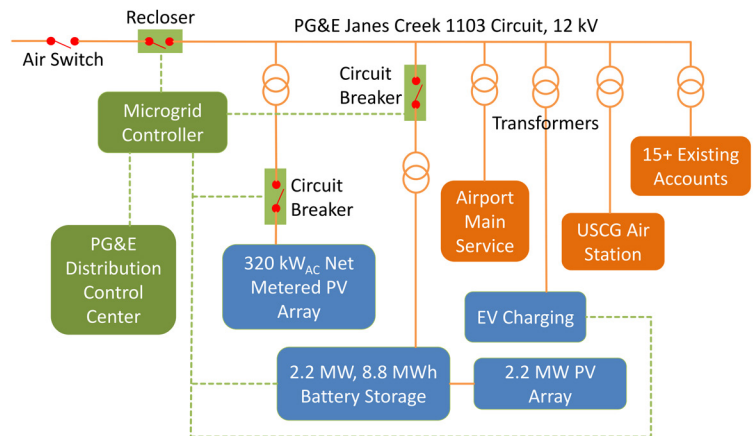 Recloser
PG&E Janes Creek 1103 Circuit, 12 kV
Air Switch
Circuit
Breaker
Microgrid
Controller
Transformers
15+ Existing
Accounts
Circuit
Breaker
Airport
Main
Service
USCG Air
Station
PG&E
Distribution
Control
Center
320 kWAC Net
Metered PV
Array
EV Charging
2.2 MW, 8.8 MWh
Battery Storage
2.2 MW PV
Array